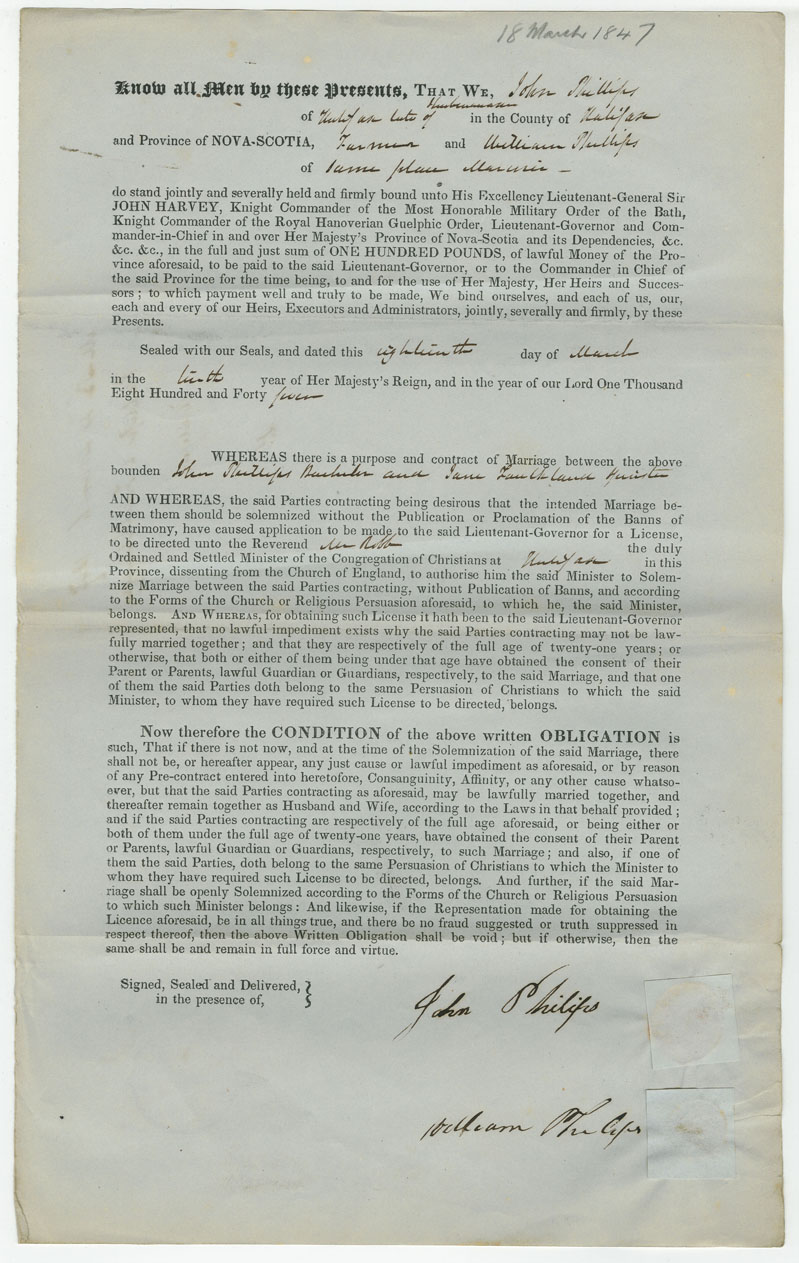 18 March 1847
Know all Men by these Presents, THAT WE, John Phillips
of Halifax late of in the County of Halifax
and Province of NOVA-SCOTIA, Farmer and William Phillips
of same place Mariner —
do stand jointly and severally held and firmly bound unto His Excellency Lieutenant-General Sir
JOHN HARVEY, Knight Commander of the Most Honorable Military Order of the Bath,
Knight Commander of the Royal Hanoverian Guelphic Order, Lieutenant-Governor and Com-
mander-in-Chief in and over Her Majesty's Province of Nova-Scotia and its Dependencies, &c.
&c. &c., in the full and just sum of ONE HUNDRED POUNDS, of lawful Money of the Pro-
vince aforesaid, to be paid to the said Lieutenant-Governor, or to the Commander in Chief of
the said Province for the time being, to and for the use of Her Majesty, Her Heirs and Succes-
sors; to which payment well and truly to be made, We bind ourselves, and each of us, our,
each and every of our Heirs, Executors and Administrators, jointly, severally and firmly, by these
Presents.
Sealed with our Seals, and dated this eighteenth day of March
in the tenth year of Her Majesty's Reign, and in the year of our Lord One Thousand
Eight Hundred and Forty seven
WHEREAS there is a purpose and contract of Marriage between the above
bounden John Phillips Bachelor and Jane Spinster
AND WHEREAS, the said Parties contracting being desirous that the intended Marriage be-
tween them should be solemnized without the Publication or Proclamation of the Banns of
Matrimony, have caused application to be made to the said Lieutenant-Governor for a License,
to be directed unto the Reverend Mr Robb the duly
Ordained and Settled Minister of the Congregation of Christians at Halifax in this
Province, dissenting from the Church of England, to authorise him the said Minister to Solem-
nize Marriage between the said Parties contracting, without Publication of Banns, and according
to the Forms of the Church or Religious Persuasion aforesaid, to which he, the said Minister,
belongs. AND WHEREAS, for obtaining such License it hath been to the said Lieutenant-Governor
represented, that no lawful impediment exists why the said Parties contracting may not be law-
fully married together; and that they are respectively of the full age of twenty-one years; or
otherwise, that both or either of them being under that age have obtained the consent of their
Parent or Parents, lawful Guardian or Guardians, respectively, to the said Marriage, and that one
of them the said Parties doth belong to the same Persuasion of Christians to which the said
Minister, to whom they have required such License to be directed, belongs.
Now therefore the CONDITION of the above written OBLIGATION is
such, That if there is not now, and at the time of the Solemnization of the said Marriage, there
shall not be, or hereafter appear, any just cause or lawful impediment as aforesaid, or by reason
of any Pre-contract entered into heretofore, Consanguinity, Affinity, or any other cause whatso-
ever, but that the said Parties contracting as aforesaid, may be lawfully married together, and
thereafter remain together as Husband and Wife, according to the Laws in that behalf provided;
and if the said Parties contracting are respectively of the full age aforesaid, or being either or
both of them under the full age of twenty-one years, have obtained the consent of their Parent
or Parents, lawful Guardian or Guardians, respectively, to such Marriage; and also, if one of
them the said Parties, doth belong to the same Persuasion of Christians to which the Minister to
whom they have required such License to be directed, belongs. And further, if the said Mar-
riage shall be openly Solemnized according to the Forms of the Church or Religious Persuasion
to which such Minister belongs: And likewise, if the Representation made for obtaining the
Licence aforesaid, be in all things true, and there be no fraud suggested or truth suppressed in
respect thereof, then the above Written Obligation shall be void; but if otherwise, then the
same shall be and remain in full force and virtue.
Signed, Sealed and Delivered,
in the presence of,
John Philips
William Philips